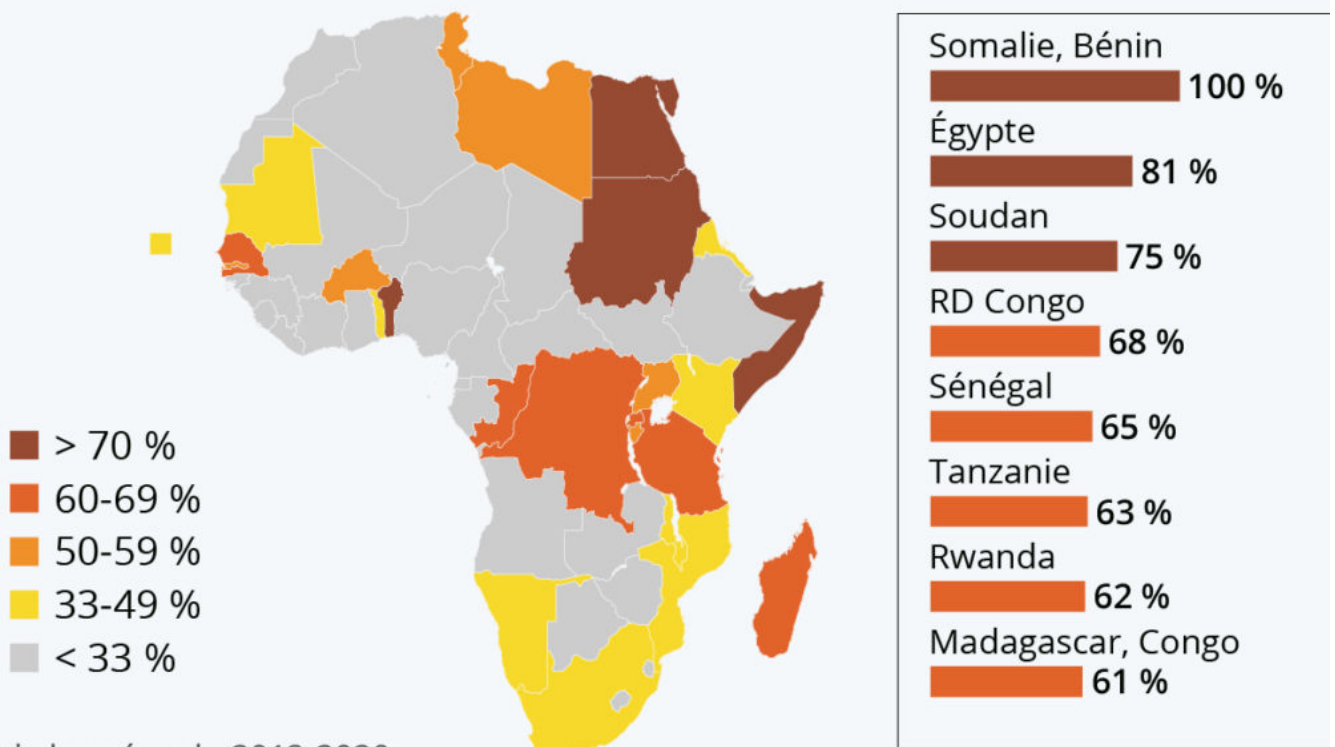 Somalie, Bénin
100 %
Égypte
81 %
Soudan
75 %
RD Congo
68 %
Sénégal
65 %
Tanzanie
63 %
Rwanda
62 %
Madagascar, Congo
61 %
> 70 %
60-69 %
50-59 %
33-49 %
< 33 %